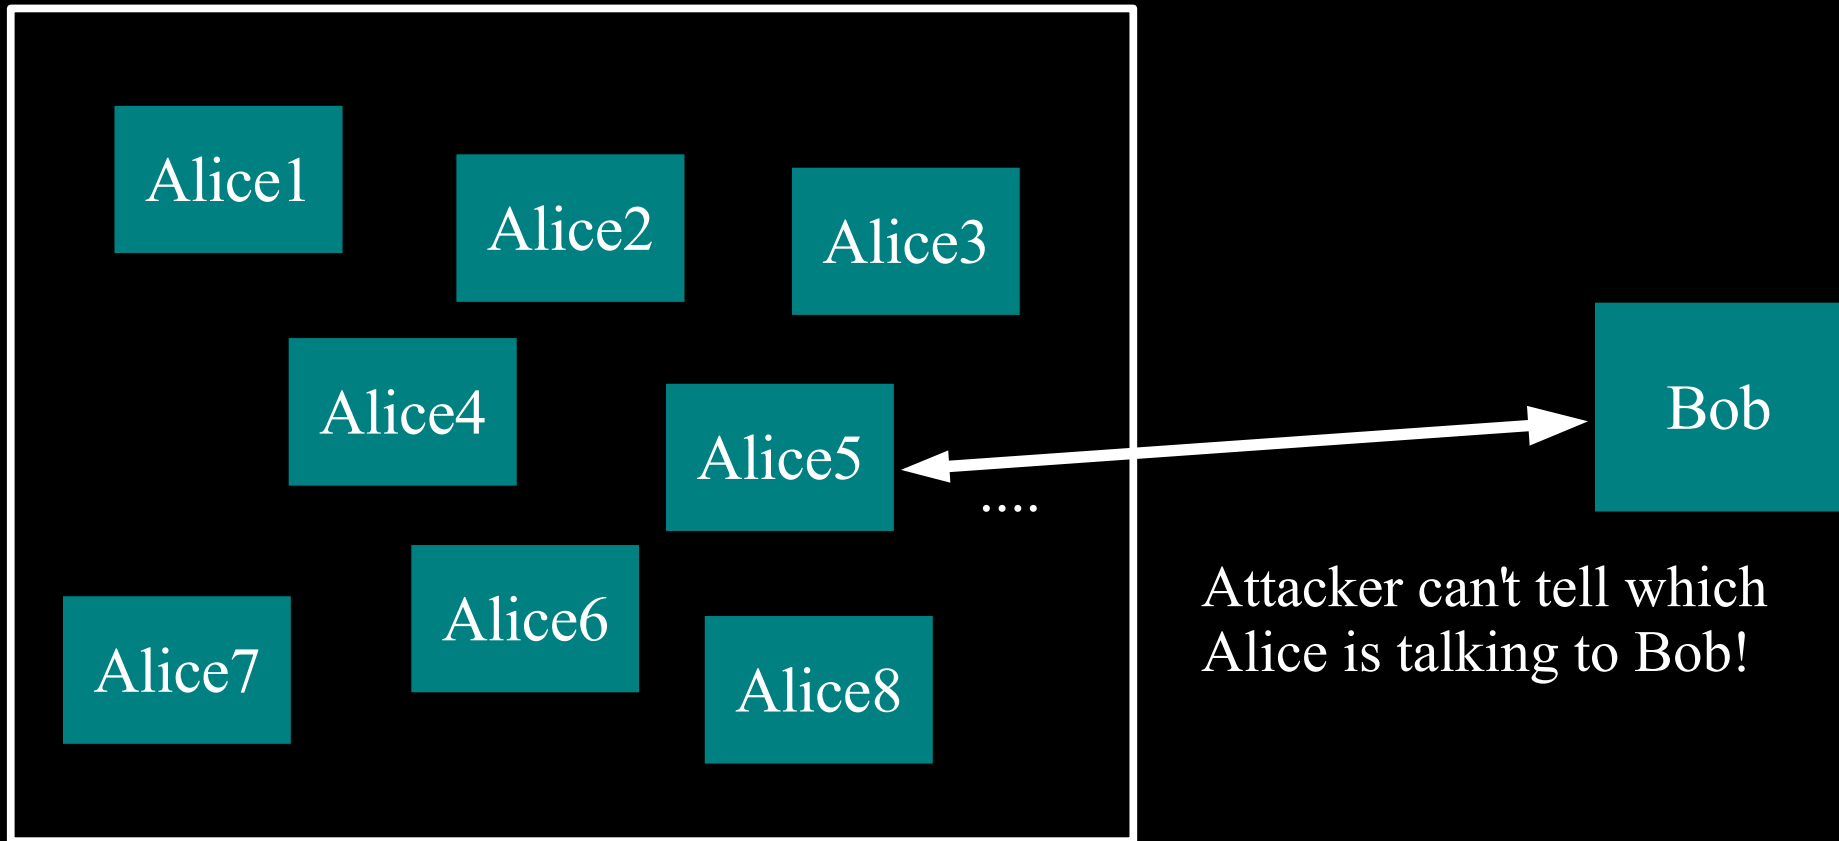 Alice1
Alice2
Alice3
Alice4
Alice5
Bob
....
Alice6
Alice7
Alice8
Attacker can't tell which
Alice is talking to Bob!